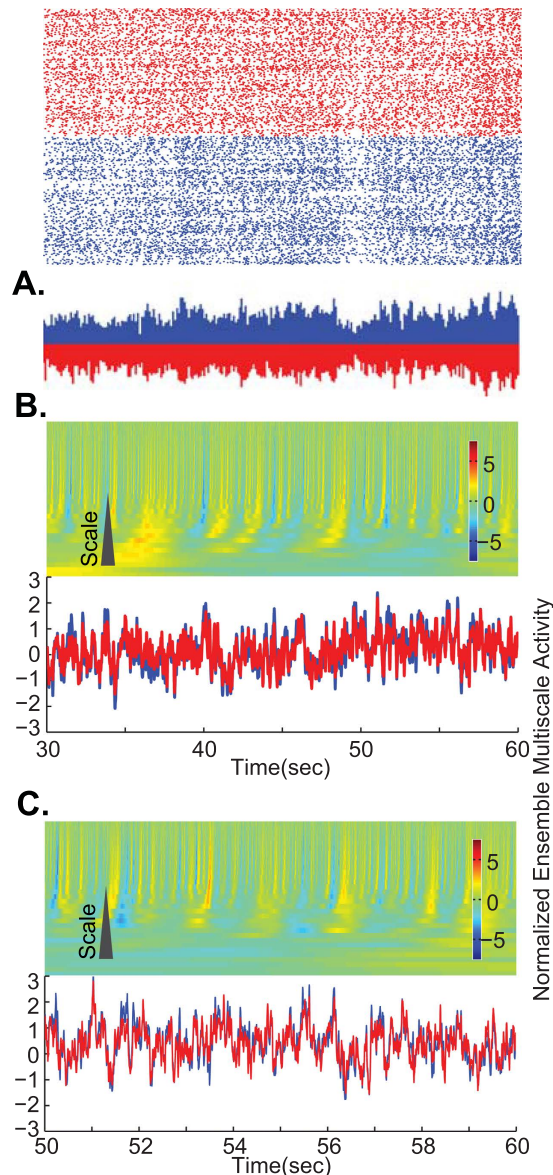 A.
B.
Scale
5
0
−5
3
2
1
0
−1
−2
−3
30 40 50 60
Time(sec)
C.
Scale
5
0
−5
3
2
1
0
−1
−2
−3
50 52 54 56 58 60
Time(sec)
Normalized Ensemble Multiscale Activity